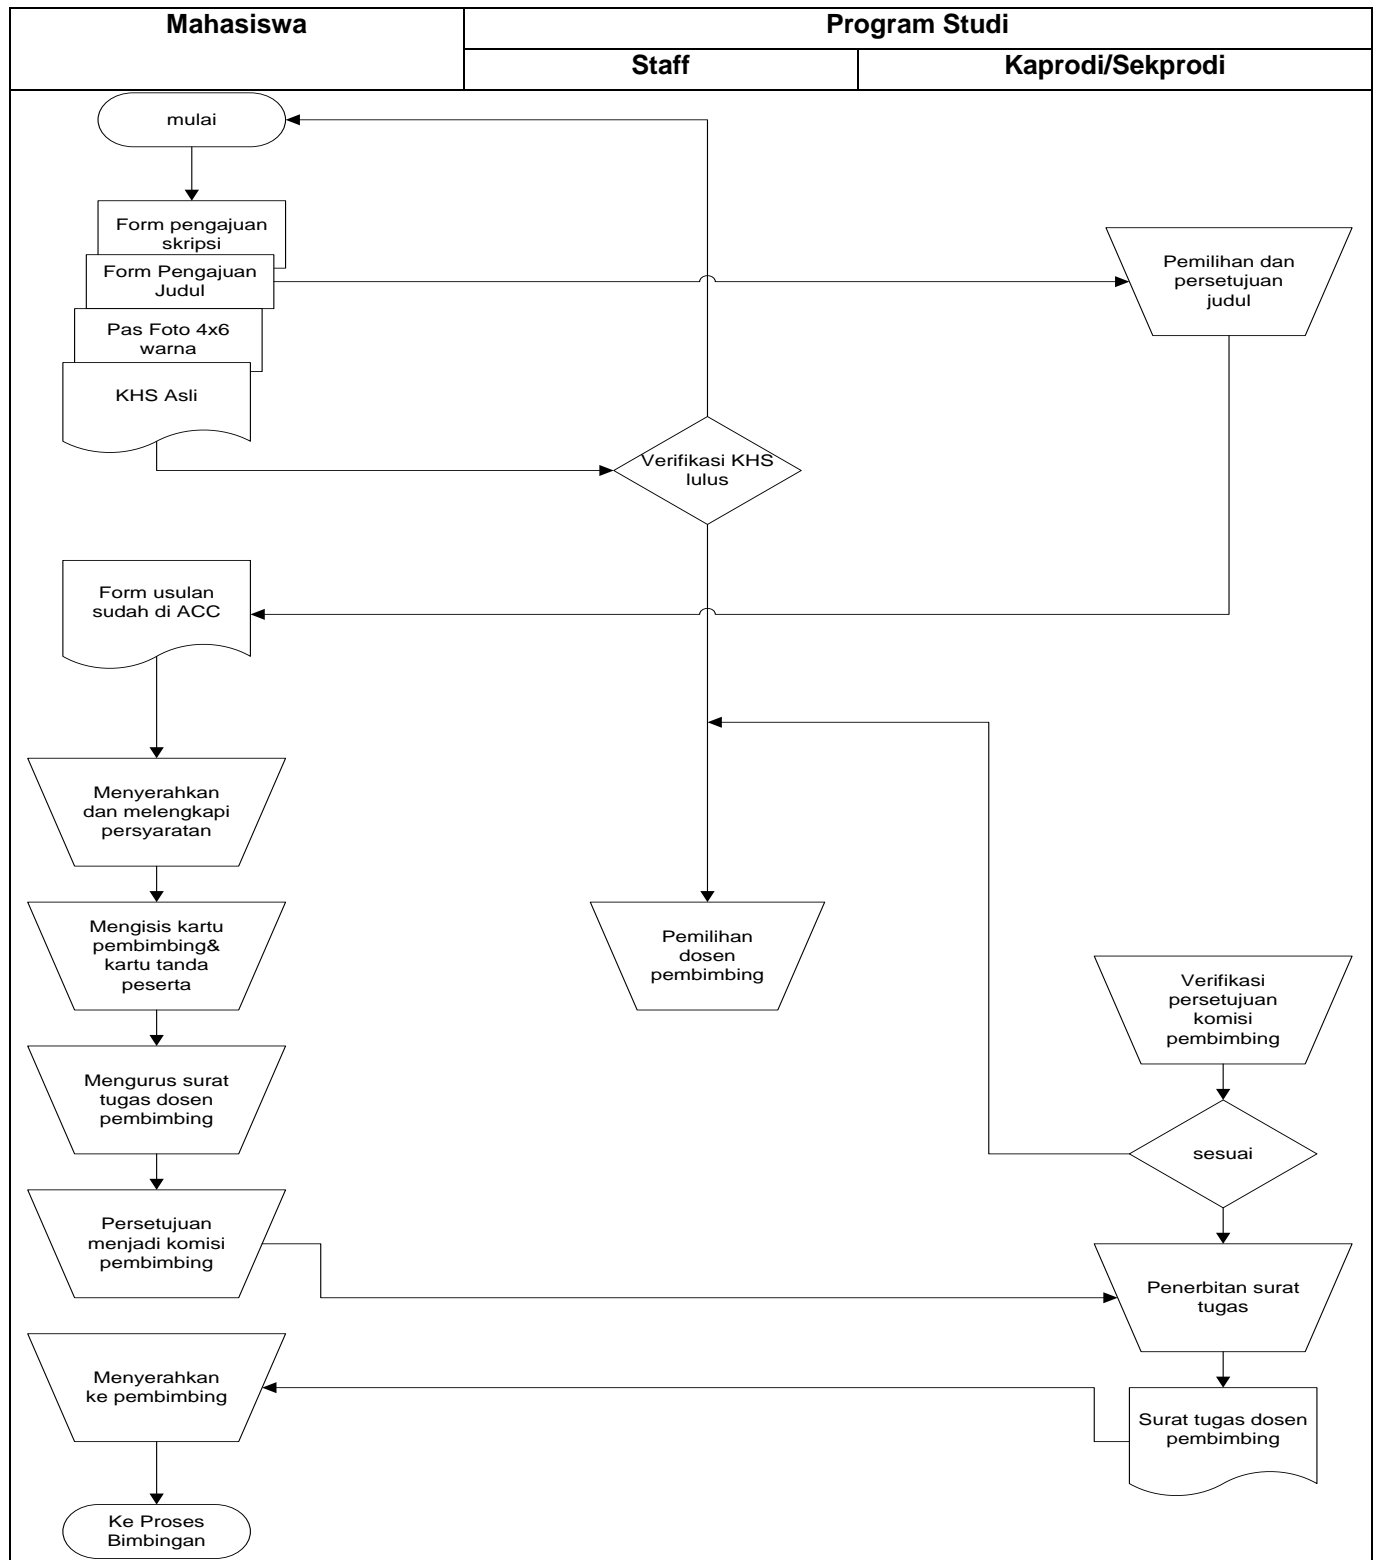 Mahasiswa
Program Studi
Staff
Kaprodi/Sekprodi
mulai
Form pengajuan
skripsi
Form Pengajuan
Judul
Pas Foto 4x6
warna
KHS Asli
Pemilihan dan
persetujuan
judul
Verifikasi KHS
lulus
Form usulan
sudah di ACC
Menyerahkan
dan melengkapi
persyaratan
Mengisis kartu
pembimbing&
kartu tanda
peserta
Pemilihan
dosen
pembimbing
Verifikasi
persetujuan
komisi
pembimbing
Mengurus surat
tugas dosen
pembimbing
sesuai
Persetujuan
menjadi komisi
pembimbing
Penerbitan surat
tugas
Menyerahkan
ke pembimbing
Surat tugas dosen
pembimbing
Ke Proses
Bimbingan